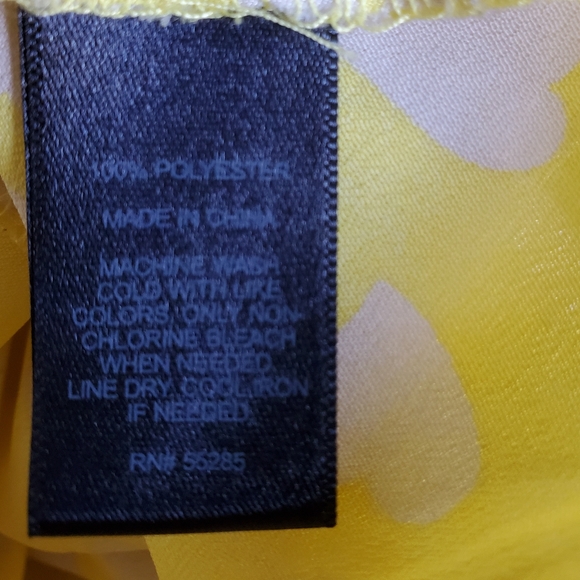 100% POLYESTER
MADE IN CHINA
MACHINE WASH
COLD WITH LIKE
COLORS. ONLY NON-
CHLORINE BLEACH
WHEN NEEDED.
LINE DRY. COOL IRON
IF NEEDED.
RN# 56285